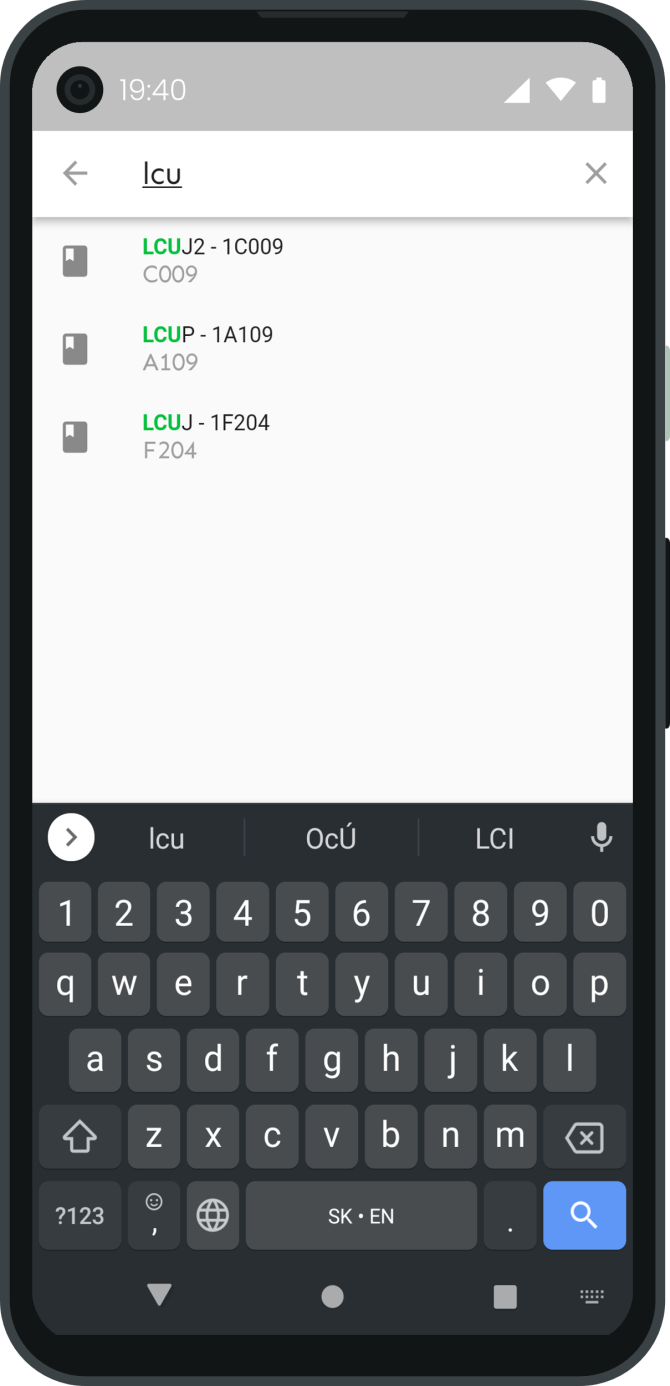 19:40
lcu
LCUJ2 - 1C009
C009
LCUP - 1A109
A109
LCUJ - 1F204
F204
lcu OcÚ LCI
1 2 3 4 5 6 7 8 9 0
q w e r t y u i o p
a s d f g h j k l
z x c v b n m
?123 , SK • EN .